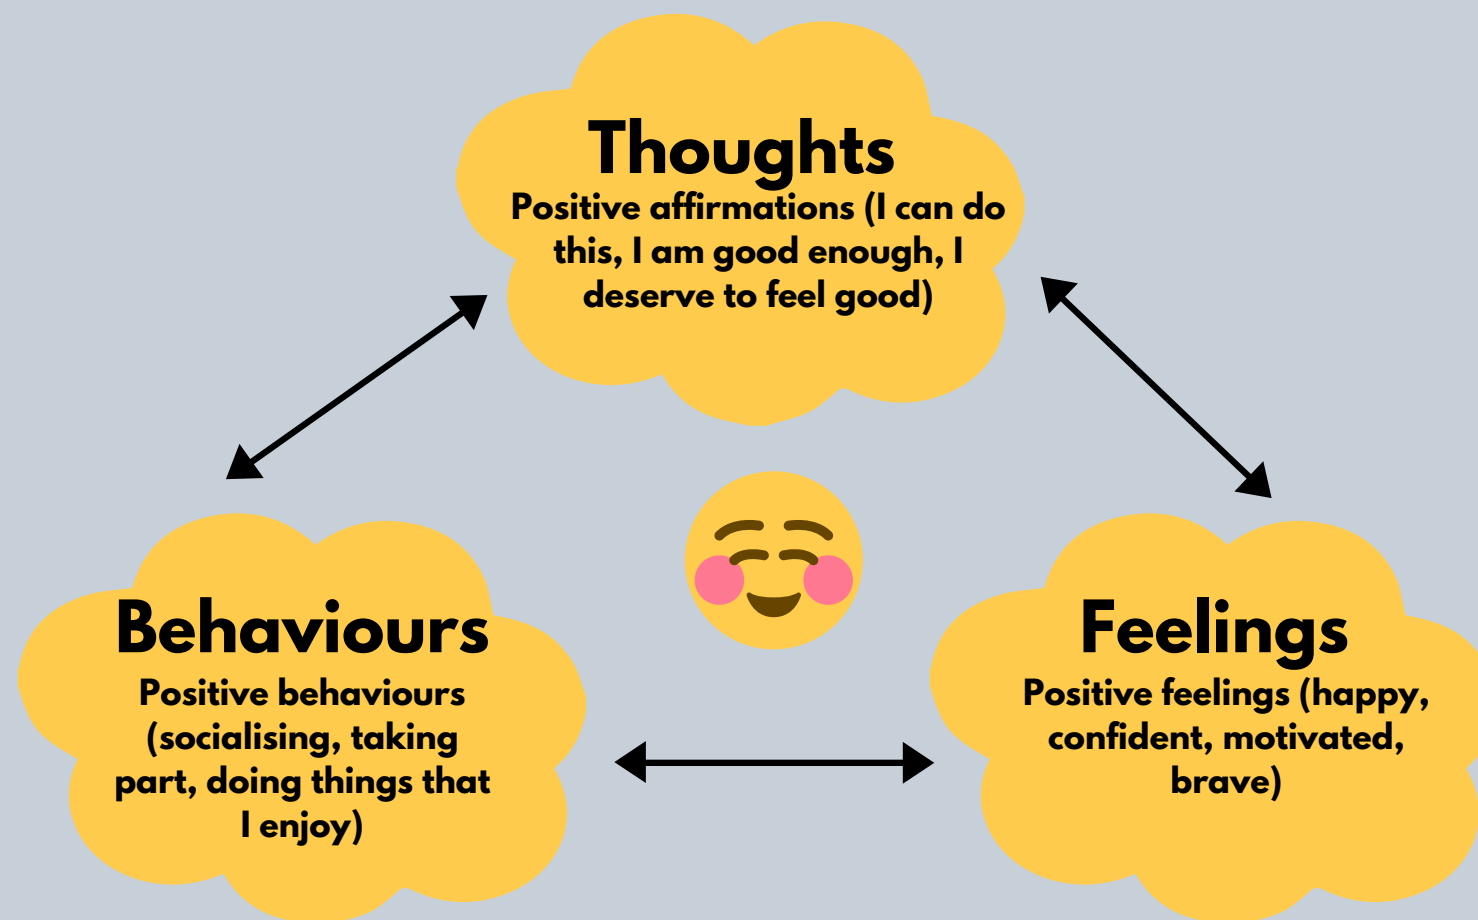 Thoughts
Positive affirmations (I can do
this, I am good enough, I
deserve to feel good)
Behaviours
Positive behaviours
(socialising, taking
part, doing things that
I enjoy)
Feelings
Positive feelings (happy,
confident, motivated,
brave)